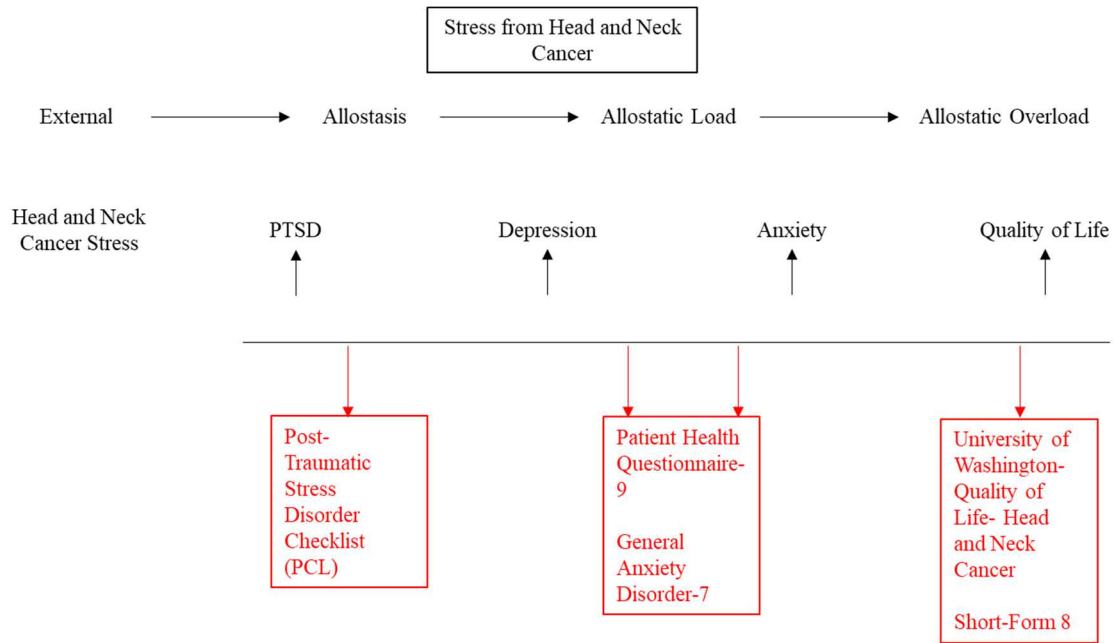 Stress from Head and Neck
Cancer
External
Allostasis
Allostatic Load
Allostatic Overload
Head and Neck
Cancer Stress
PTSD
Depression
Anxiety
Quality of Life
Post-
Traumatic
Stress
Disorder
Checklist
(PCL)
Patient Health
Questionnaire-
9
General
Anxiety
Disorder-7
University of
Washington-
Quality of
Life- Head
and Neck
Cancer
Short-Form 8